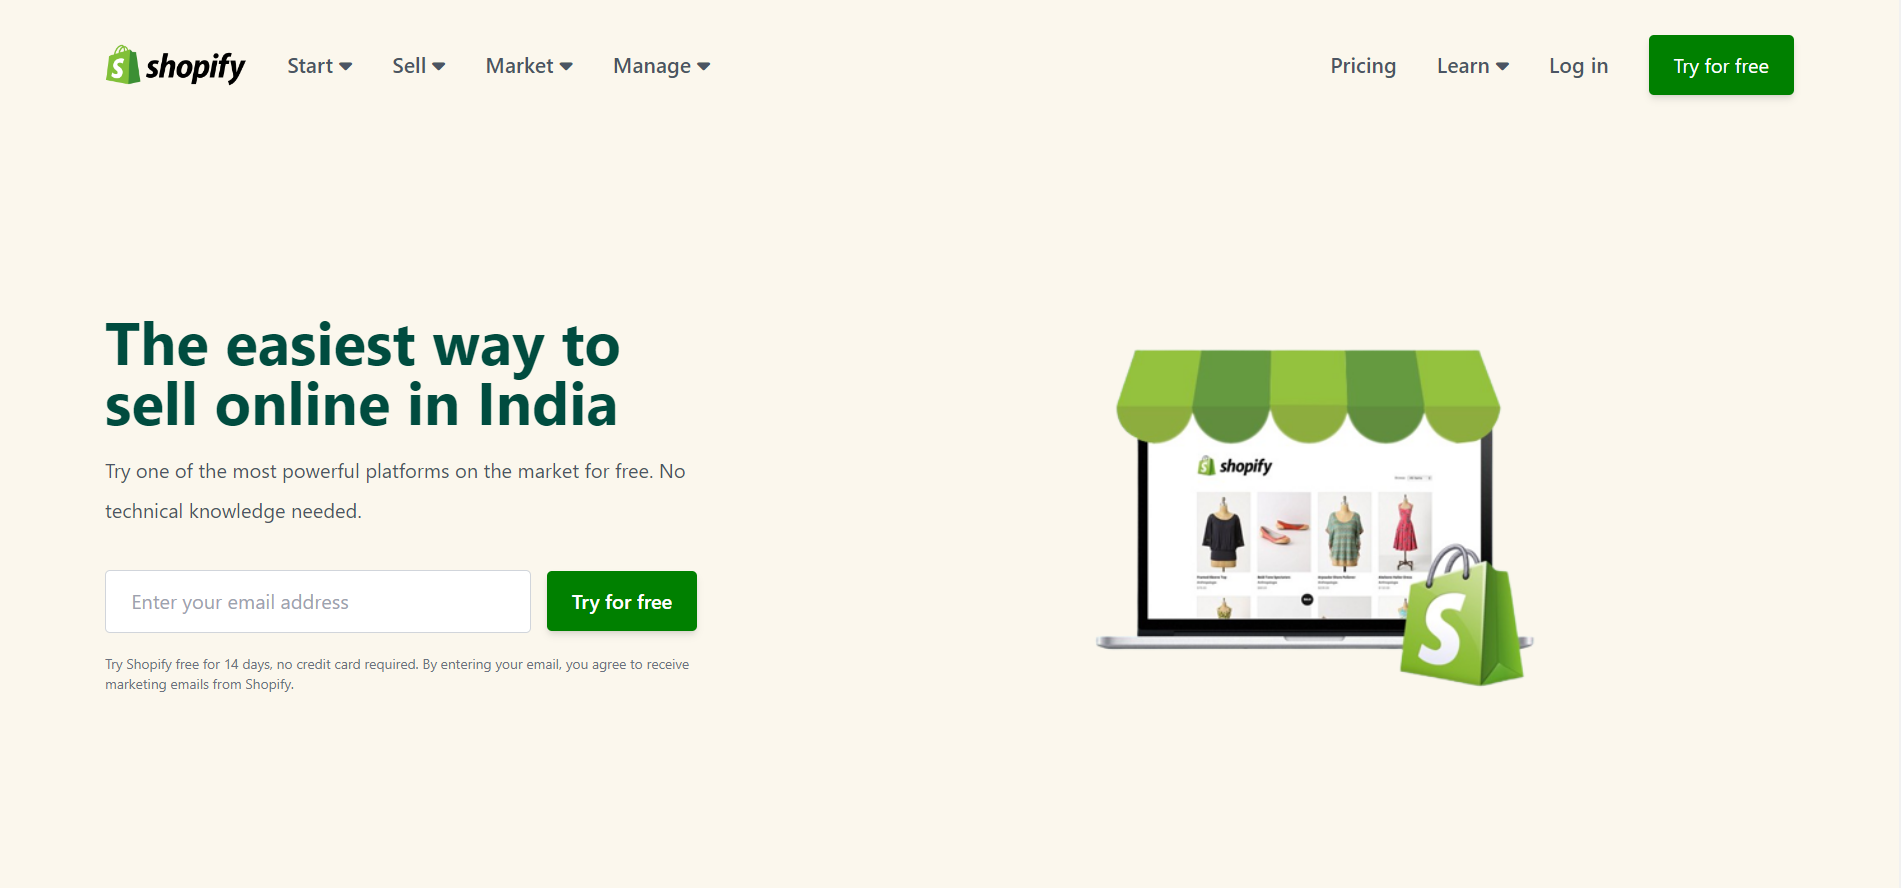 shopify
Start
Sell
Market
Manage
Pricing
Learn
Log in
Try for free
The easiest way to
sell online in India
Try one of the most powerful platforms on the market for free. No
technical knowledge needed.
Enter your email address
Try for free
Try Shopify free for 14 days, no credit card required. By entering your email, you agree to receive
marketing emails from Shopify.
shopify